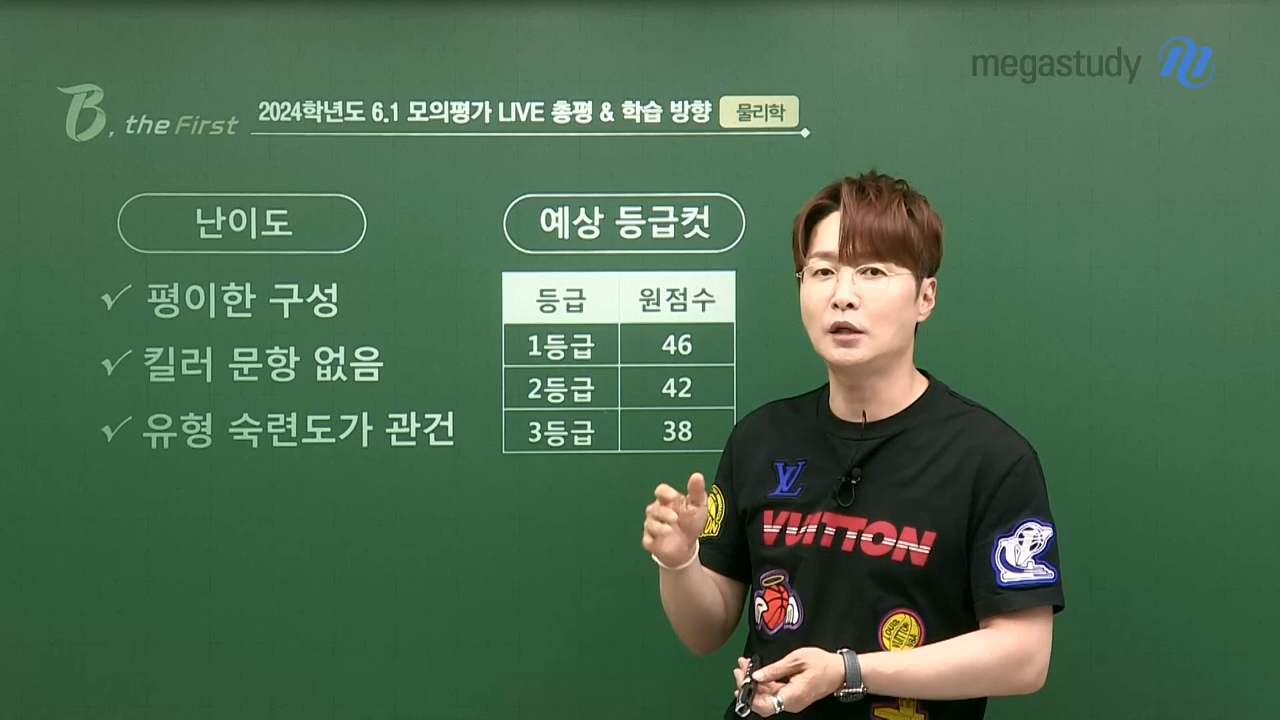 megastudy
B, the First
2024학년도 6.1 모의평가 LIVE 총평 & 학습 방향 물리학
난이도
✓ 평이한 구성
✓ 킬러 문항 없음
✓ 유형 숙련도가 관건
예상 등급컷
등급 원점수
1등급 46
2등급 42
3등급 38
LV
VUITTON
LOUIS
VUITTON